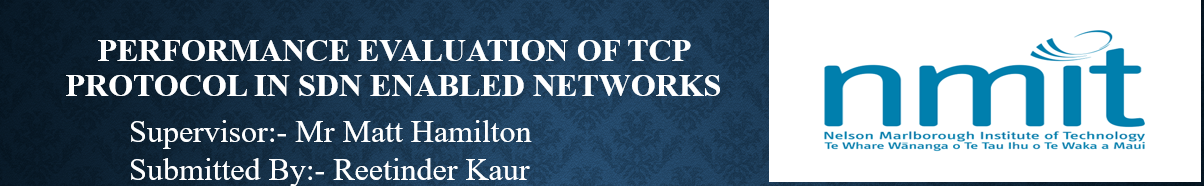 PERFORMANCE EVALUATION OF TCP
PROTOCOL IN SDN ENABLED NETWORKS
Supervisor:- Mr Matt Hamilton
Submitted By:- Reetinder Kaur
nmit
Nelson Marlborough Institute of Technology
Te Whare Wānanga o Te Tau Ihu o Te Waka a Maui